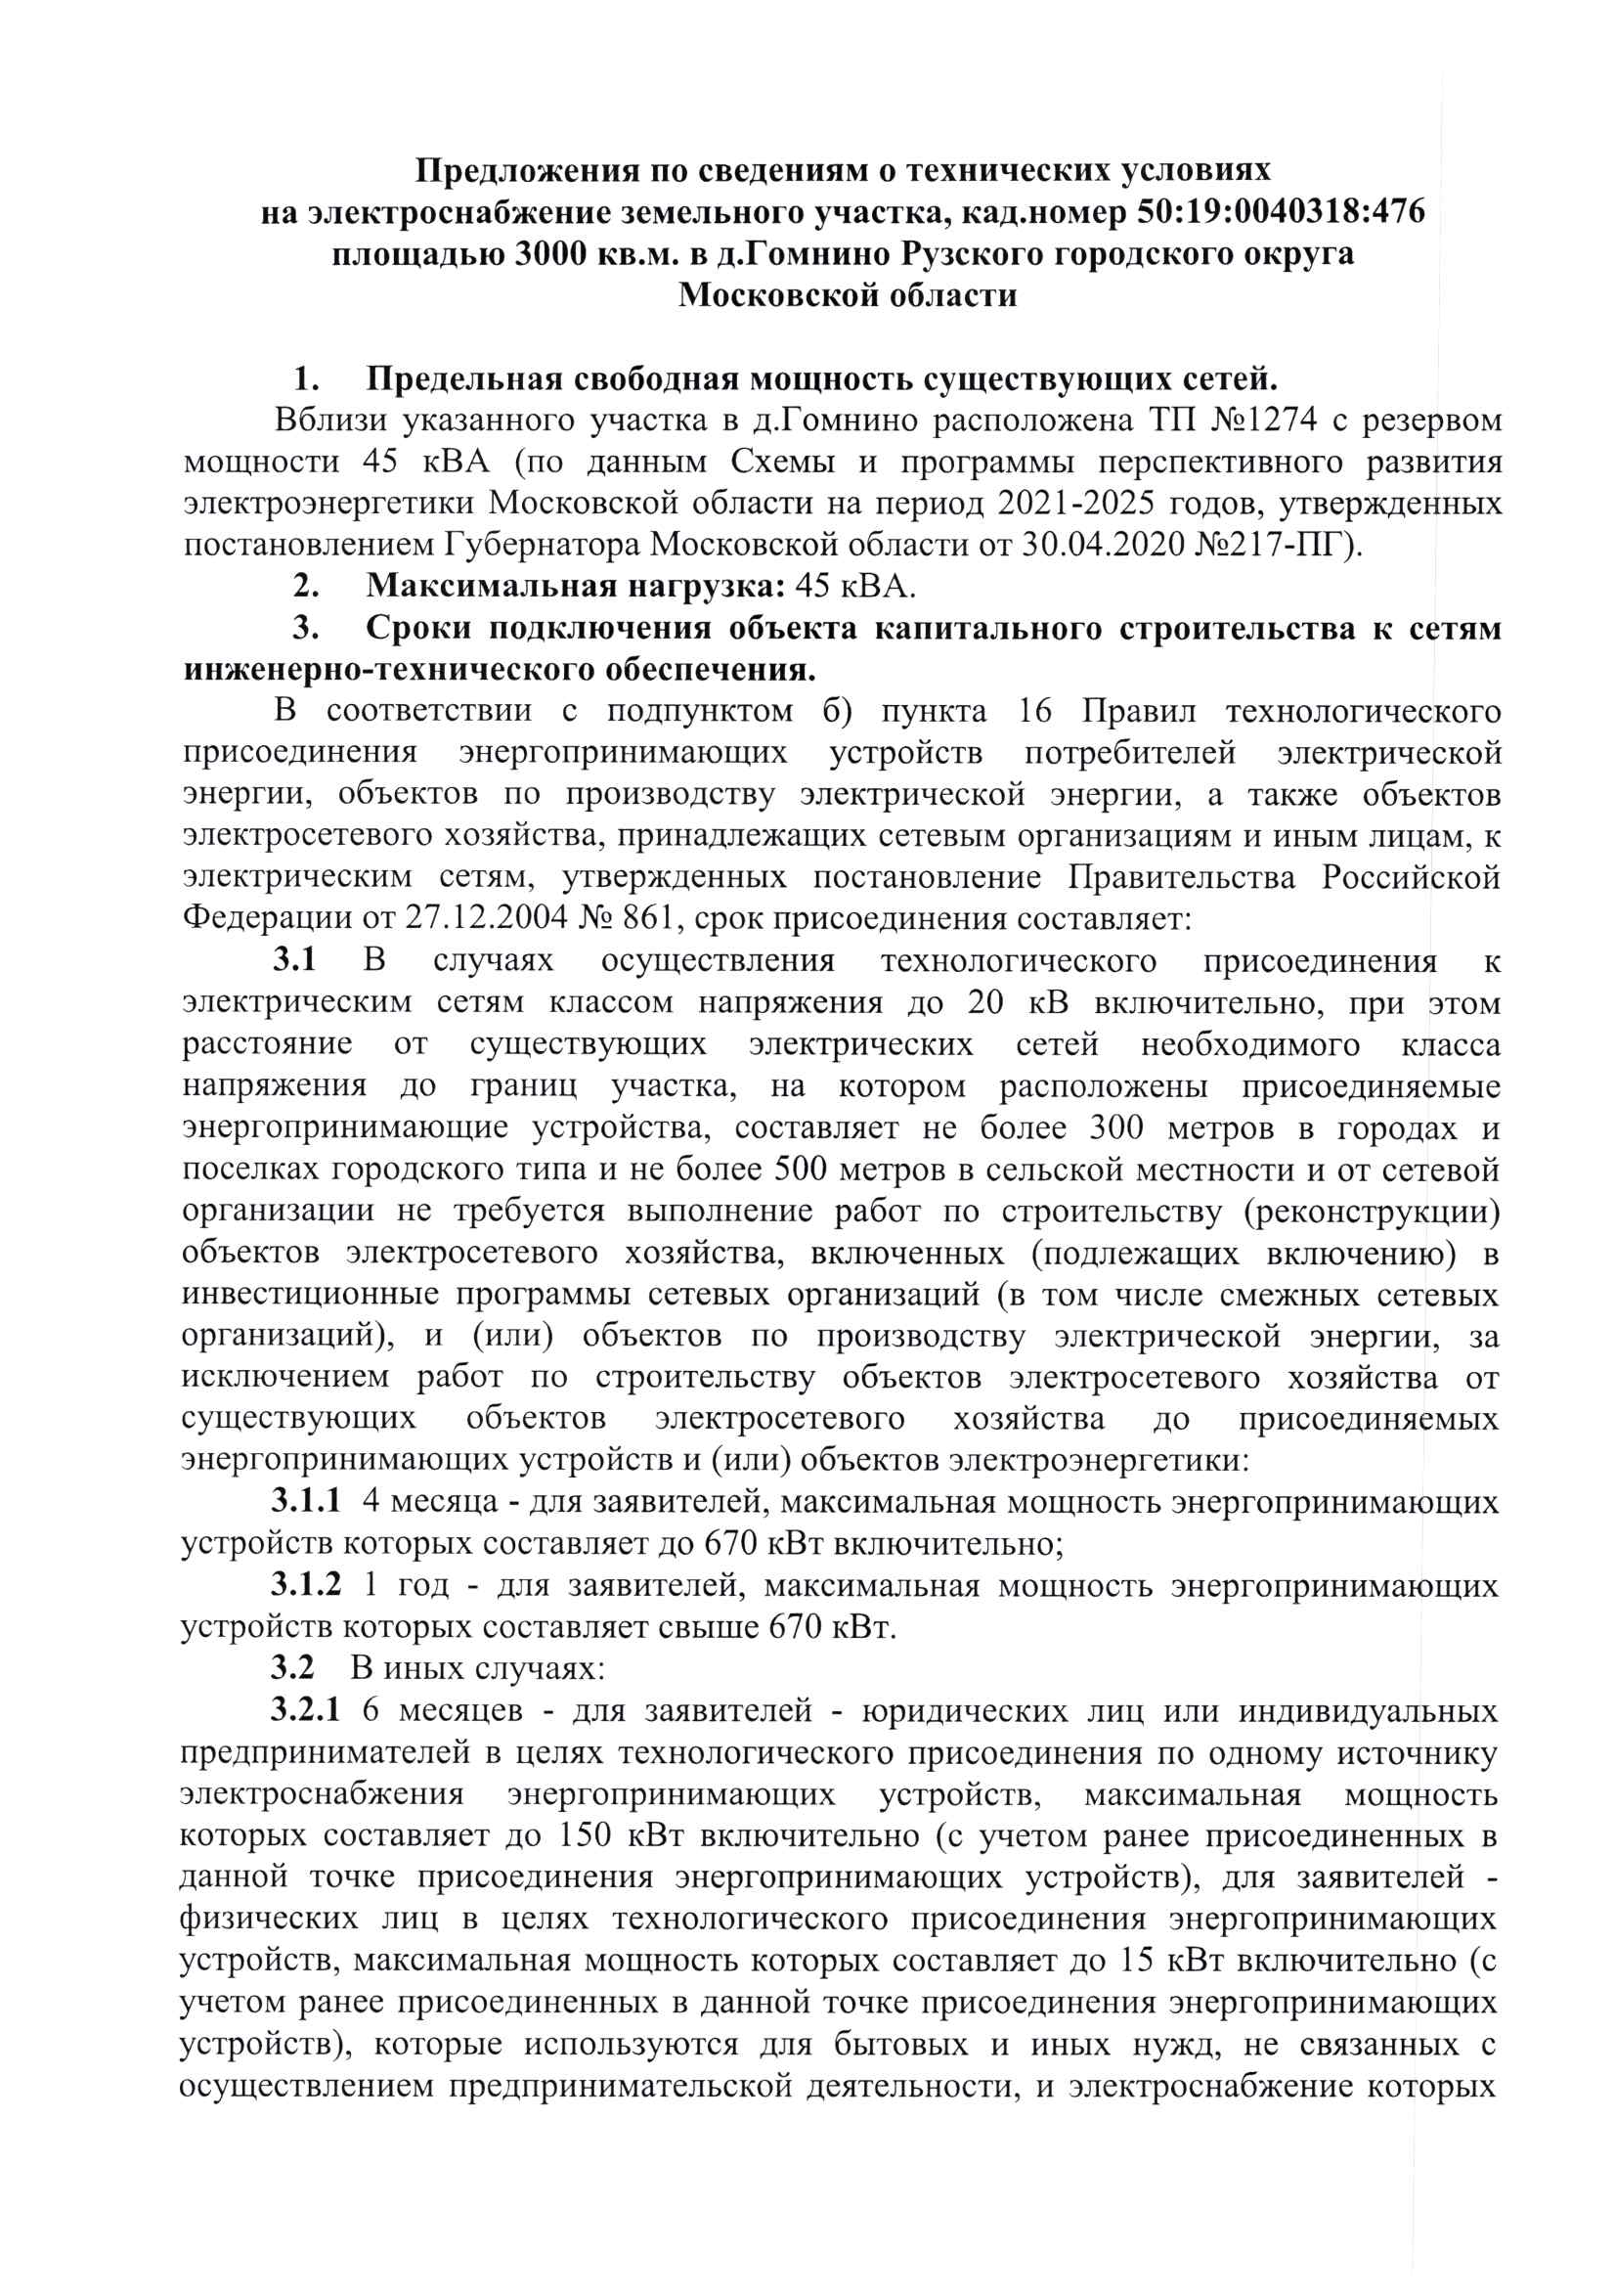 Предложения по сведениям о технических условиях
на электроснабжение земельного участка, кад.номер 50:19:0040318:476
площадью 3000 кв.м. в д.Гомнино Рузского городского округа
Московской области
1. Предельная свободная мощность существующих сетей.
Вблизи указанного участка в д.Гомнино расположена ТП №1274 с резервом
мощности 45 кВА (по данным Схемы и программы перспективного развития
электроэнергетики Московской области на период 2021-2025 годов, утвержденных
постановлением Губернатора Московской области от 30.04.2020 №217-ПГ).
2. Максимальная нагрузка: 45 кВА.
3. Сроки подключения объекта капитального строительства к сетям
инженерно-технического обеспечения.
В соответствии с подпунктом б) пункта 16 Правил технологического
присоединения энергопринимающих устройств потребителей электрической
энергии, объектов по производству электрической энергии, а также объектов
электросетевого хозяйства, принадлежащих сетевым организациям и иным лицам, к
электрическим сетям, утвержденных постановление Правительства Российской
Федерации от 27.12.2004 № 861, срок присоединения составляет:
3.1 В случаях осуществления технологического присоединения к
электрическим сетям классом напряжения до 20 кВ включительно, при этом
расстояние от существующих электрических сетей необходимого класса
напряжения до границ участка, на котором расположены присоединяемые
энергопринимающие устройства, составляет не более 300 метров в городах и
поселках городского типа и не более 500 метров в сельской местности и от сетевой
организации не требуется выполнение работ по строительству (реконструкции)
объектов электросетевого хозяйства, включенных (подлежащих включению) в
инвестиционные программы сетевых организаций (в том числе смежных сетевых
организаций), и (или) объектов по производству электрической энергии, за
исключением работ по строительству объектов электросетевого хозяйства от
существующих объектов электросетевого хозяйства до присоединяемых
энергопринимающих устройств и (или) объектов электроэнергетики:
3.1.1 4 месяца - для заявителей, максимальная мощность энергопринимающих
устройств которых составляет до 670 кВт включительно;
3.1.2 1 год - для заявителей, максимальная мощность энергопринимающих
устройств которых составляет свыше 670 кВт.
3.2 В иных случаях:
3.2.1 6 месяцев - для заявителей - юридических лиц или индивидуальных
предпринимателей в целях технологического присоединения по одному источнику
электроснабжения энергопринимающих устройств, максимальная мощность
которых составляет до 150 кВт включительно (с учетом ранее присоединенных в
данной точке присоединения энергопринимающих устройств), для заявителей -
физических лиц в целях технологического присоединения энергопринимающих
устройств, максимальная мощность которых составляет до 15 кВт включительно (с
учетом ранее присоединенных в данной точке присоединения энергопринимающих
устройств), которые используются для бытовых и иных нужд, не связанных с
осуществлением предпринимательской деятельности, и электроснабжение которых